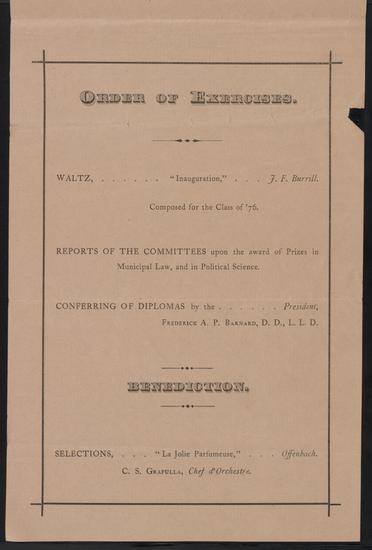 ORDER OF EXERCISES.
WALTZ, . . . . . . "Inauguration," . . . J. F. Burrill.
Composed for the Class of '76.
REPORTS OF THE COMMITTEES upon the award of Prizes in
Municipal Law, and in Political Science.
CONFERRING OF DIPLOMAS by the . . . . . . President,
FREDERICK A. P. BARNARD, D. D., L. L. D.
BENEDICTION.
SELECTIONS, . . . "La Jolie Parfumeuse," . . . Offenbach.
C. S. GRAFULLA, Chef d'Orchestre.